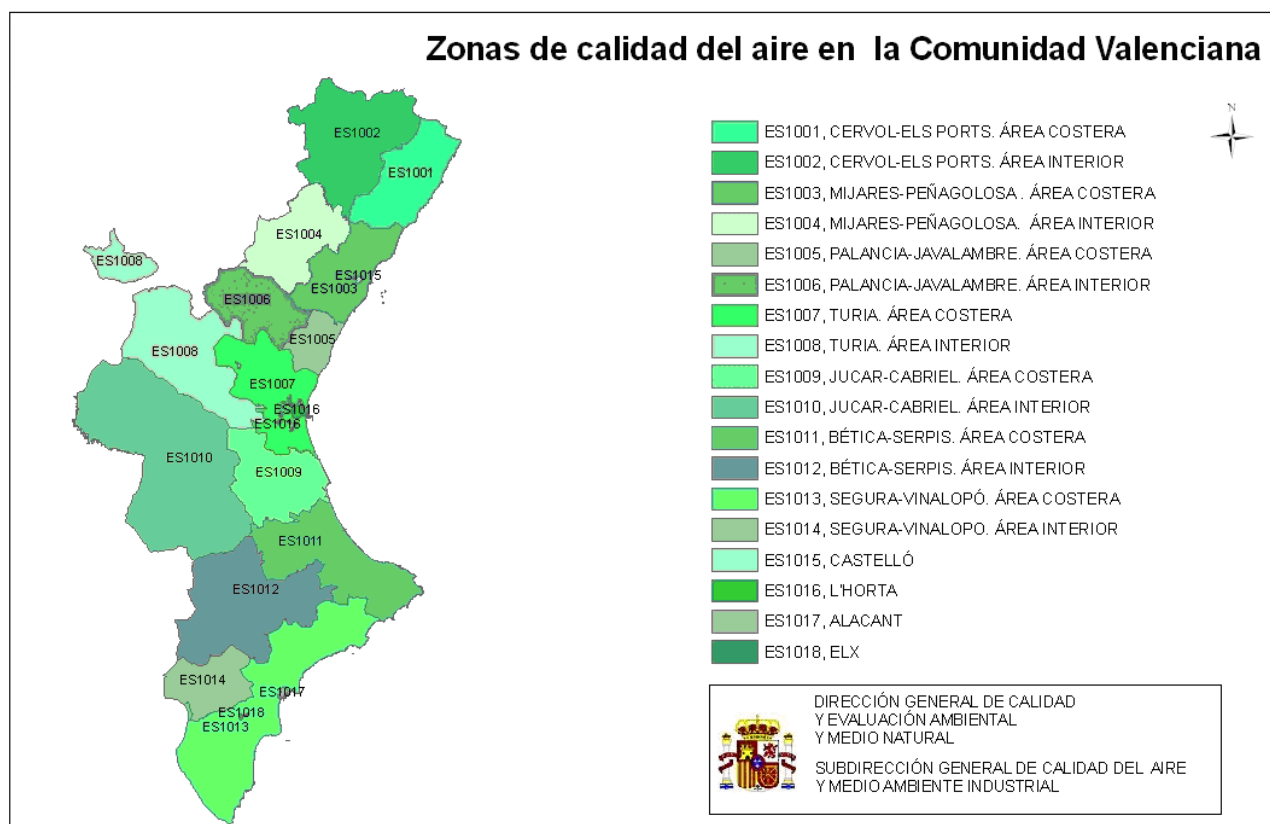 Zonas de calidad del aire en la Comunidad Valenciana
N
ES1002
ES1001
ES1004
ES1008
ES1015
ES1003
ES1006
ES1005
ES1008
ES1007
ES1016
ES1016
ES1010
ES1009
ES1011
ES1012
ES1014
ES1017
ES1018
ES1013
ES1001, CERVOL-ELS PORTS. ÁREA COSTERA
ES1002, CERVOL-ELS PORTS. ÁREA INTERIOR
ES1003, MIJARES-PEÑAGOLOSA . ÁREA COSTERA
ES1004, MIJARES-PEÑAGOLOSA. ÁREA INTERIOR
ES1005, PALANCIA-JAVALAMBRE. ÁREA COSTERA
ES1006, PALANCIA-JAVALAMBRE. ÁREA INTERIOR
ES1007, TURIA. ÁREA COSTERA
ES1008, TURIA. ÁREA INTERIOR
ES1009, JUCAR-CABRIEL. ÁREA COSTERA
ES1010, JUCAR-CABRIEL. ÁREA INTERIOR
ES1011, BÉTICA-SERPIS. ÁREA COSTERA
ES1012, BÉTICA-SERPIS. ÁREA INTERIOR
ES1013, SEGURA-VINALOPÓ. ÁREA COSTERA
ES1014, SEGURA-VINALOPO. ÁREA INTERIOR
ES1015, CASTELLÓ
ES1016, L'HORTA
ES1017, ALACANT
ES1018, ELX
DIRECCIÓN GENERAL DE CALIDAD
Y EVALUACIÓN AMBIENTAL
Y MEDIO NATURAL
SUBDIRECCIÓN GENERAL DE CALIDAD DEL AIRE
Y MEDIO AMBIENTE INDUSTRIAL